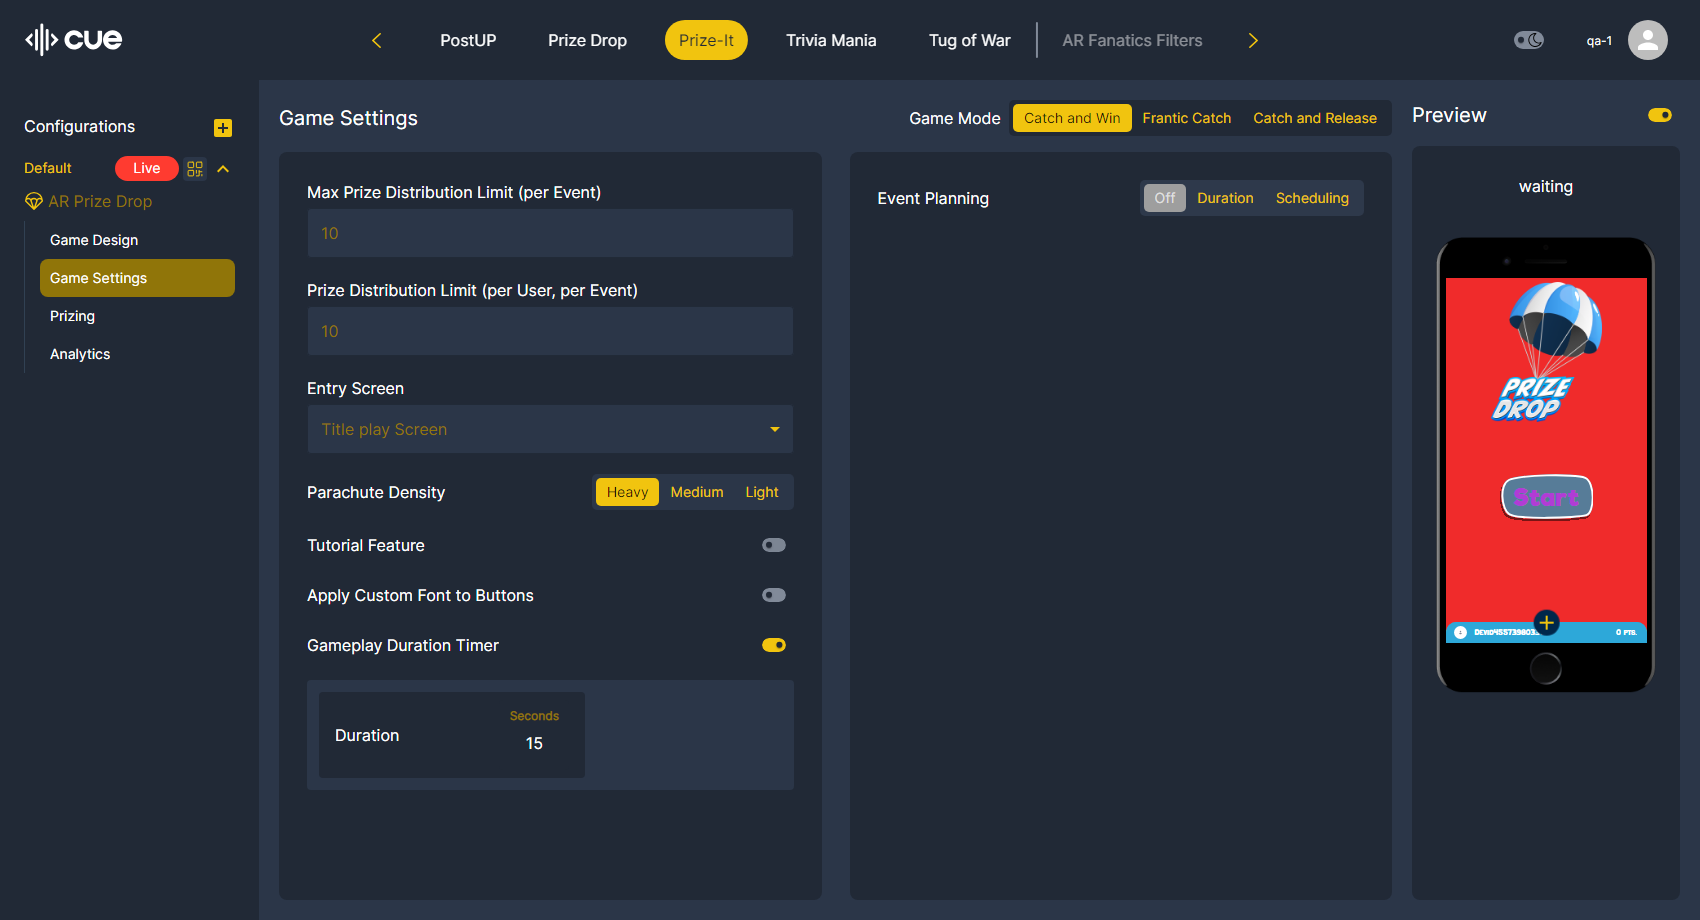 cue
PostUP
Prize Drop
Prize-It
Trivia Mania
Tug of War
AR Fanatics Filters
qa-1
Configurations
Default
Live
AR Prize Drop
Game Design
Game Settings
Prizing
Analytics
Game Settings
Game Mode
Catch and Win
Frantic Catch
Catch and Release
Max Prize Distribution Limit (per Event)
10
Prize Distribution Limit (per User, per Event)
10
Entry Screen
Title play Screen
Parachute Density
Heavy
Medium
Light
Tutorial Feature
Apply Custom Font to Buttons
Gameplay Duration Timer
Duration
Seconds
15
Event Planning
Off
Duration
Scheduling
Preview
waiting
PRIZE
DROP
Start
0 PTS.